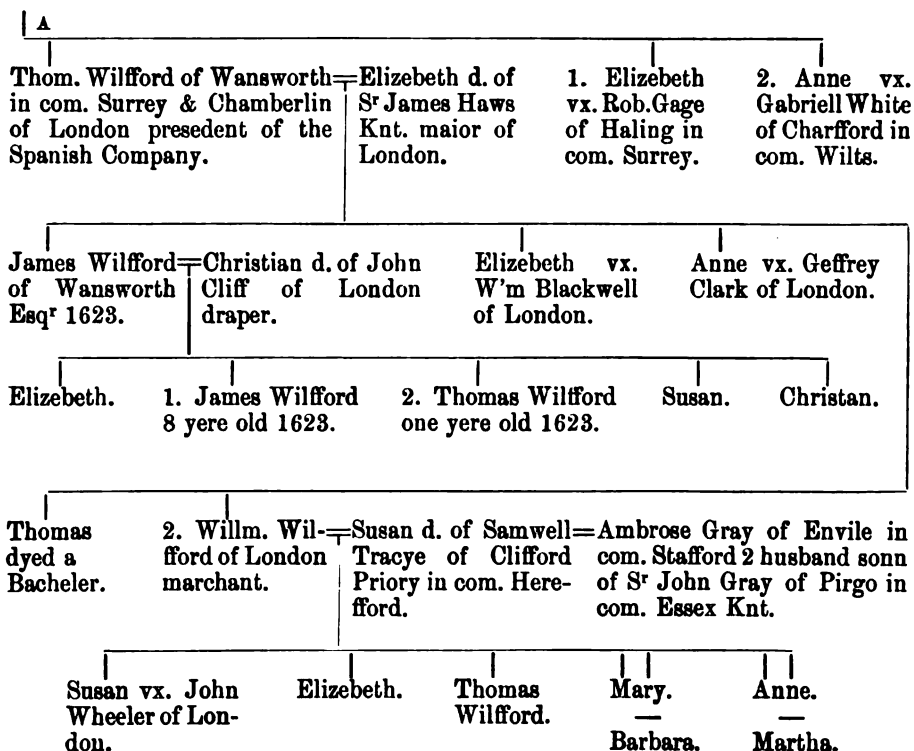 A
Thom. Wilfford of Wansworth
in com. Surrey & Chamberlin
of London presedent of the
Spanish Company.
Elizebeth d. of
Sʳ James Haws
Knt. maior of
London.
1. Elizebeth
vx. Rob. Gage
of Haling in
com. Surrey.
2. Anne vx.
Gabriell White
of Charfford in
com. Wilts.
James Wilfford
of Wansworth
Esqʳ 1623.
Christian d. of John
Cliff of London
draper.
Elizebeth vx.
W'm Blackwell
of London.
Anne vx. Geffrey
Clark of London.
Elizebeth.
1. James Wilfford
8 yere old 1623.
2. Thomas Wilfford
one yere old 1623.
Susan.
Christan.
Thomas
dyed a
Bacheler.
2. Willm. Wil-
fford of London
marchant.
Susan d. of Samwell
Tracye of Clifford
Priory in com. Here-
fford.
Ambrose Gray of Envile in
com. Stafford 2 husband sonn
of Sʳ John Gray of Pirgo in
com. Essex Knt.
Susan vx. John
Wheeler of Lon-
don.
Elizebeth.
Thomas
Wilfford.
Mary.
—
Barbara.
Anne.
—
Martha.